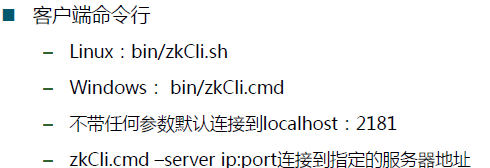 ■ 客户端命令行
– Linux：bin/zkCli.sh
– Windows： bin/zkCli.cmd
– 不带任何参数默认连接到localhost：2181
– zkCli.cmd –server ip:port连接到指定的服务器地址